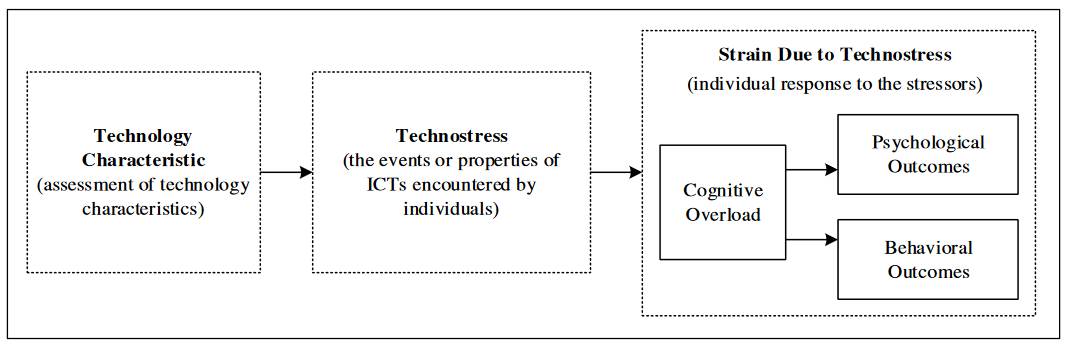 Technology
Characteristic
(assessment of technology
characteristics)
Technostress
(the events or properties of
ICTs encountered by
individuals)
Strain Due to Technostress
(individual response to the stressors)
Cognitive
Overload
Psychological
Outcomes
Behavioral
Outcomes